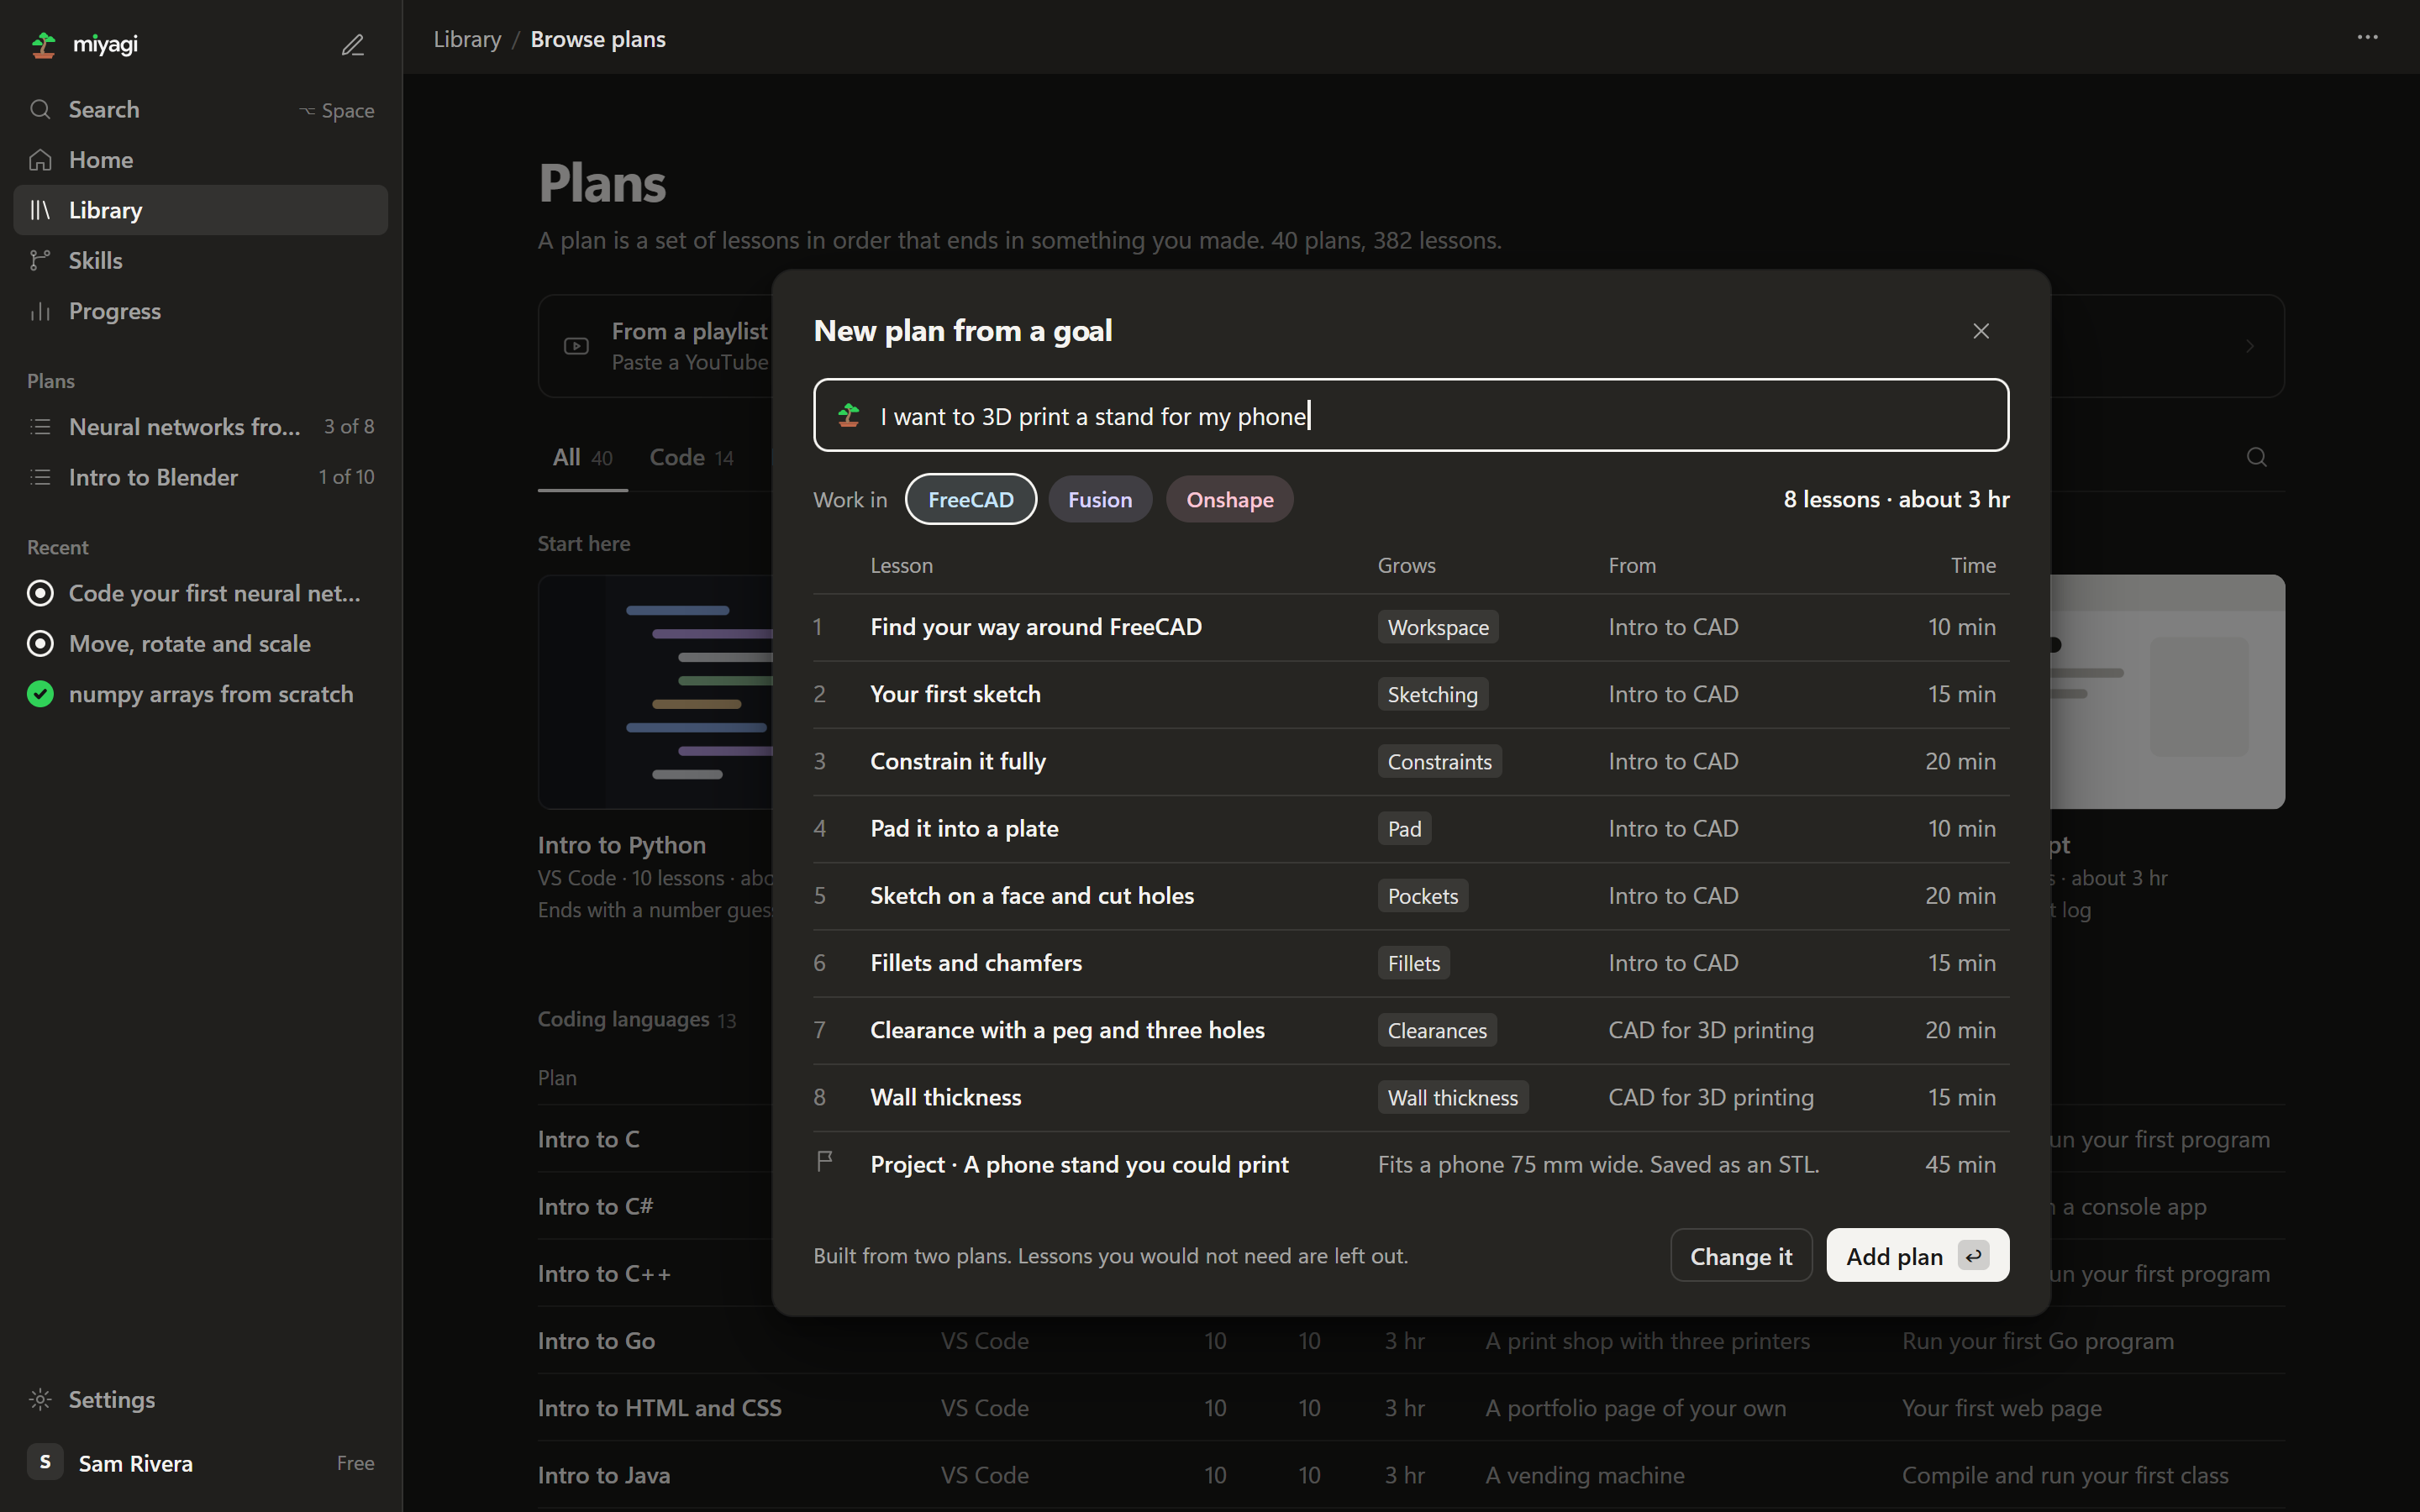 miyagi
Search
⌥ Space
Home
Library
Skills
Progress
Plans
Neural networks fro... 3 of 8
Intro to Blender 1 of 10
Recent
Code your first neural net...
Move, rotate and scale
numpy arrays from scratch
Settings
S Sam Rivera Free
Library / Browse plans
Plans
A plan is a set of lessons in order that ends in something you made. 40 plans, 382 lessons.
From a playlist
Paste a YouTube
All 40 Code 14
Start here
Intro to Python
VS Code · 10 lessons · abo
Ends with a number gues
pt
· about 3 hr
t log
Coding languages 13
Plan
Intro to C
un your first program
Intro to C#
a console app
Intro to C++
un your first program
Intro to Go VS Code 10 10 3 hr A print shop with three printers Run your first Go program
Intro to HTML and CSS VS Code 10 10 3 hr A portfolio page of your own Your first web page
Intro to Java VS Code 10 10 3 hr A vending machine Compile and run your first class
New plan from a goal
I want to 3D print a stand for my phone
Work in FreeCAD Fusion Onshape 8 lessons · about 3 hr
Lesson Grows From Time
1 Find your way around FreeCAD Workspace Intro to CAD 10 min
2 Your first sketch Sketching Intro to CAD 15 min
3 Constrain it fully Constraints Intro to CAD 20 min
4 Pad it into a plate Pad Intro to CAD 10 min
5 Sketch on a face and cut holes Pockets Intro to CAD 20 min
6 Fillets and chamfers Fillets Intro to CAD 15 min
7 Clearance with a peg and three holes Clearances CAD for 3D printing 20 min
8 Wall thickness Wall thickness CAD for 3D printing 15 min
Project · A phone stand you could print Fits a phone 75 mm wide. Saved as an STL. 45 min
Built from two plans. Lessons you would not need are left out.
Change it
Add plan